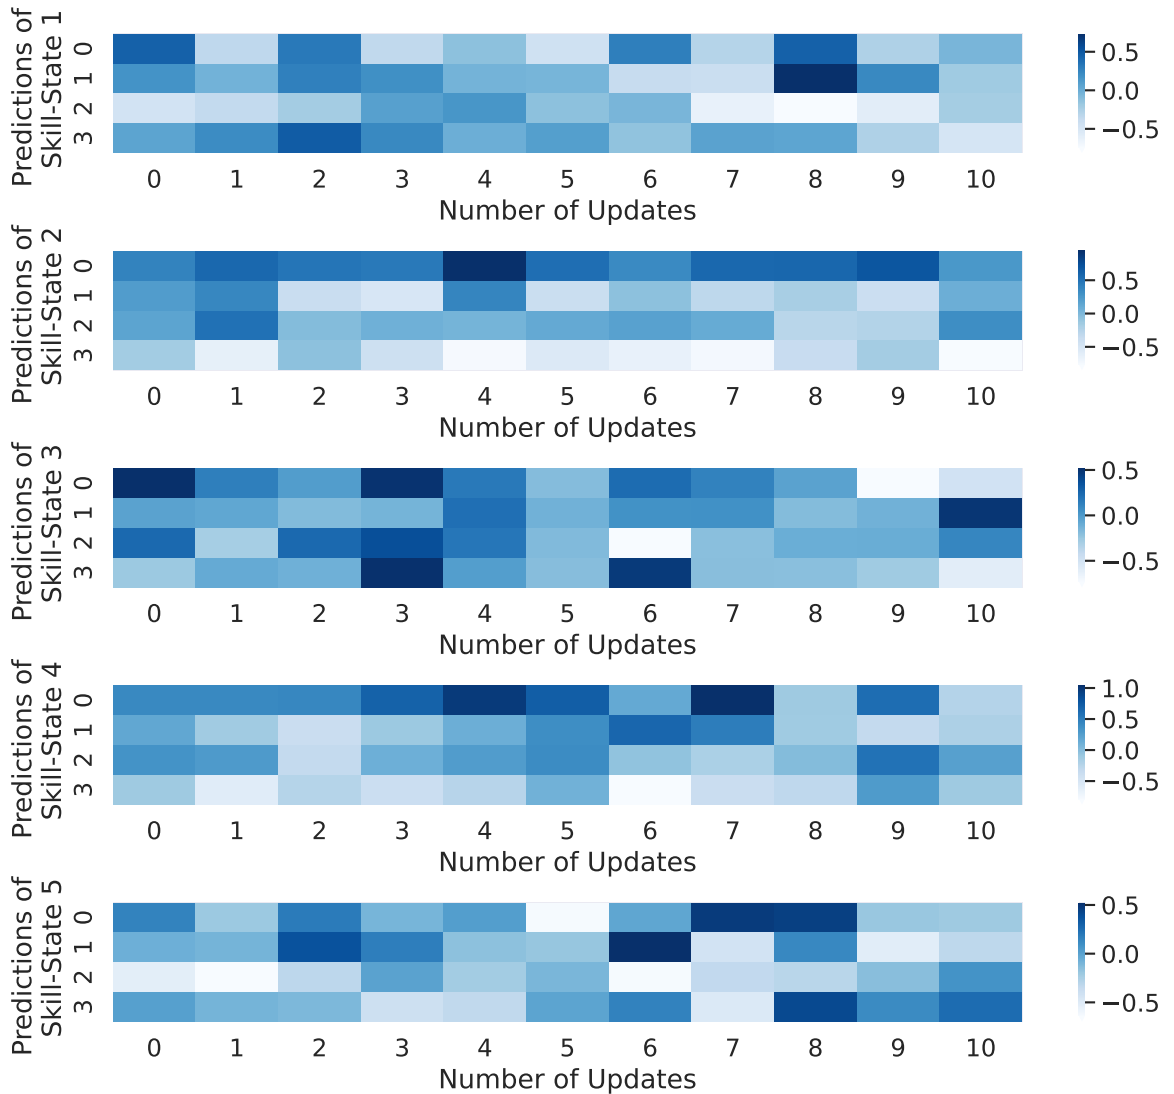 Predictions of
Skill-State 1
0
1
2
3
0 1 2 3 4 5 6 7 8 9 10
Number of Updates
0.5
0.0
−0.5
Predictions of
Skill-State 2
0
1
2
3
0 1 2 3 4 5 6 7 8 9 10
Number of Updates
0.5
0.0
−0.5
Predictions of
Skill-State 3
0
1
2
3
0 1 2 3 4 5 6 7 8 9 10
Number of Updates
0.5
0.0
−0.5
Predictions of
Skill-State 4
0
1
2
3
0 1 2 3 4 5 6 7 8 9 10
Number of Updates
1.0
0.5
0.0
−0.5
Predictions of
Skill-State 5
0
1
2
3
0 1 2 3 4 5 6 7 8 9 10
Number of Updates
0.5
0.0
−0.5